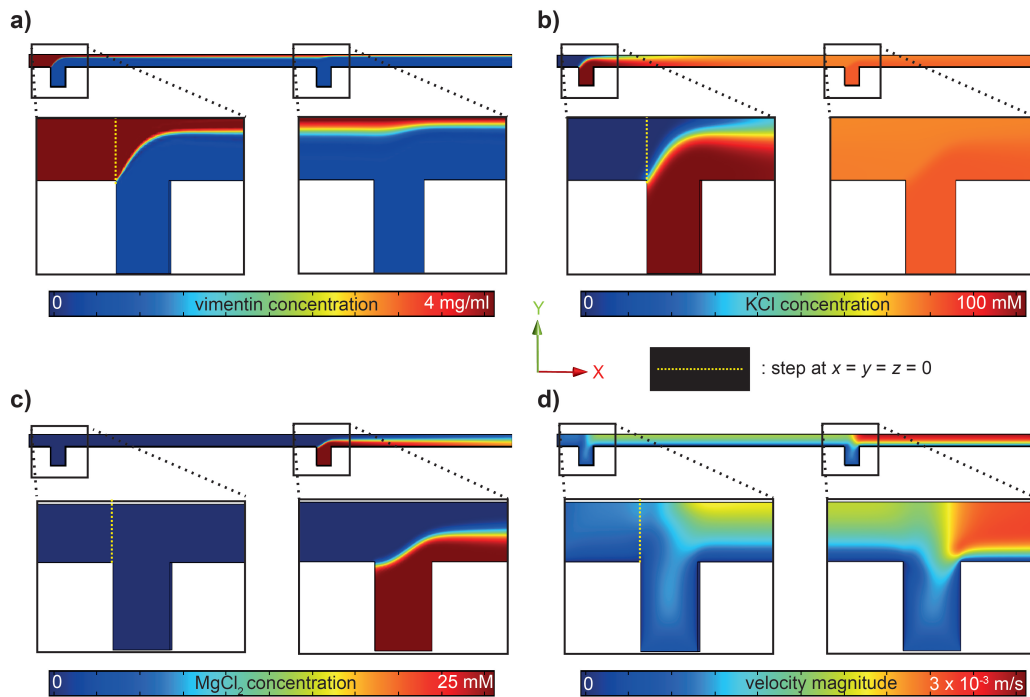 a)
b)
0 vimentin concentration 4 mg/ml
0 KCl concentration 100 mM
Y
X
: step at x = y = z = 0
c)
d)
0 MgCl₂ concentration 25 mM
0 velocity magnitude 3 x 10⁻³ m/s